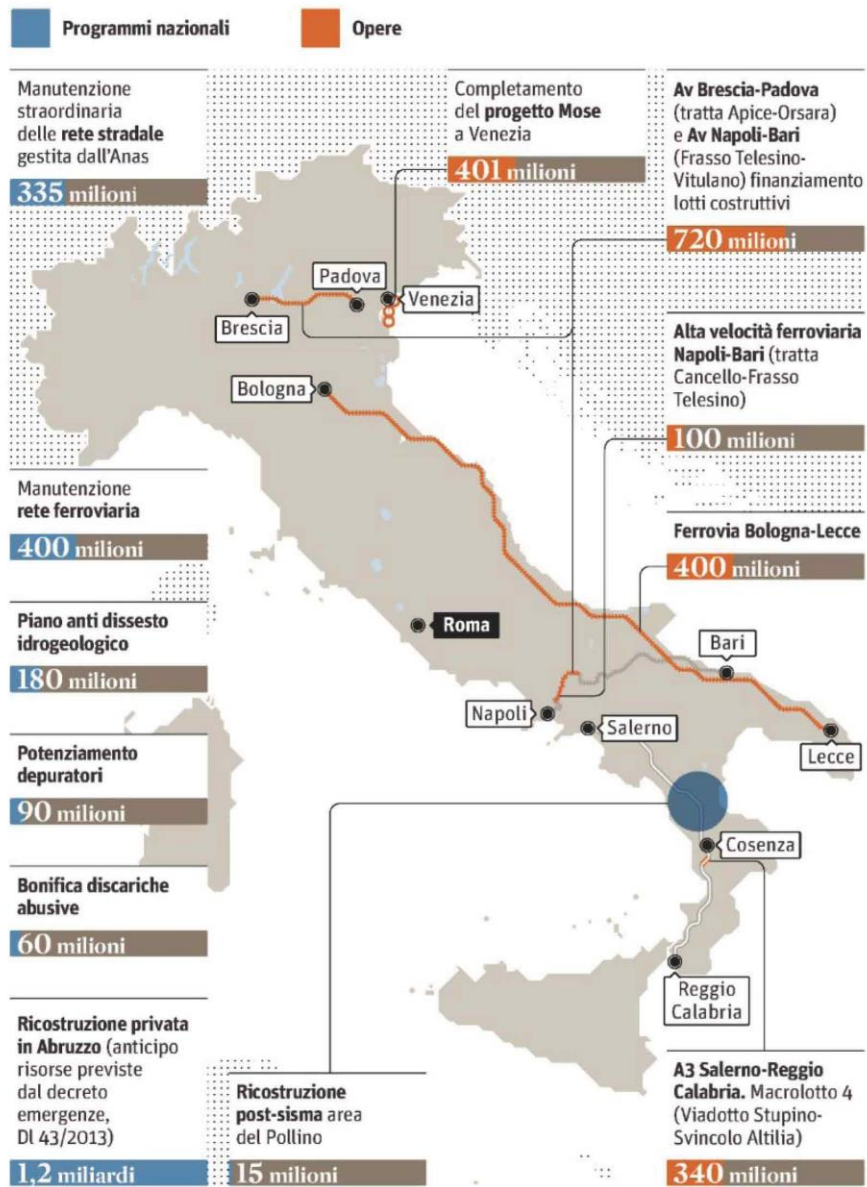 Programmi nazionali
Opere
Manutenzione
straordinaria
delle rete stradale
gestita dall'Anas
335 milioni
Completamento
del progetto Mose
a Venezia
401 milioni
Av Brescia-Padova
(tratta Apice-Orsara)
e Av Napoli-Bari
(Frasso Telesino-
Vitulano) finanziamento
lotti costruttivi
720 milioni
Padova
Venezia
Brescia
Bologna
Alta velocità ferroviaria
Napoli-Bari (tratta
Cancello-Frasso
Telesino)
100 milioni
Manutenzione
rete ferroviaria
400 milioni
Ferrovia Bologna-Lecce
400 milioni
Piano anti dissesto
idrogeologico
180 milioni
Roma
Bari
Napoli
Salerno
Lecce
Potenziamento
depuratori
90 milioni
Cosenza
Bonifica discariche
abusive
60 milioni
Reggio
Calabria
Ricostruzione privata
in Abruzzo (anticipo
risorse previste
dal decreto
emergenze,
Dl 43/2013)
1,2 miliardi
Ricostruzione
post-sisma area
del Pollino
15 milioni
A3 Salerno-Reggio
Calabria. Macrolotto 4
(Viadotto Stupino-
Svincolo Altilia)
340 milioni